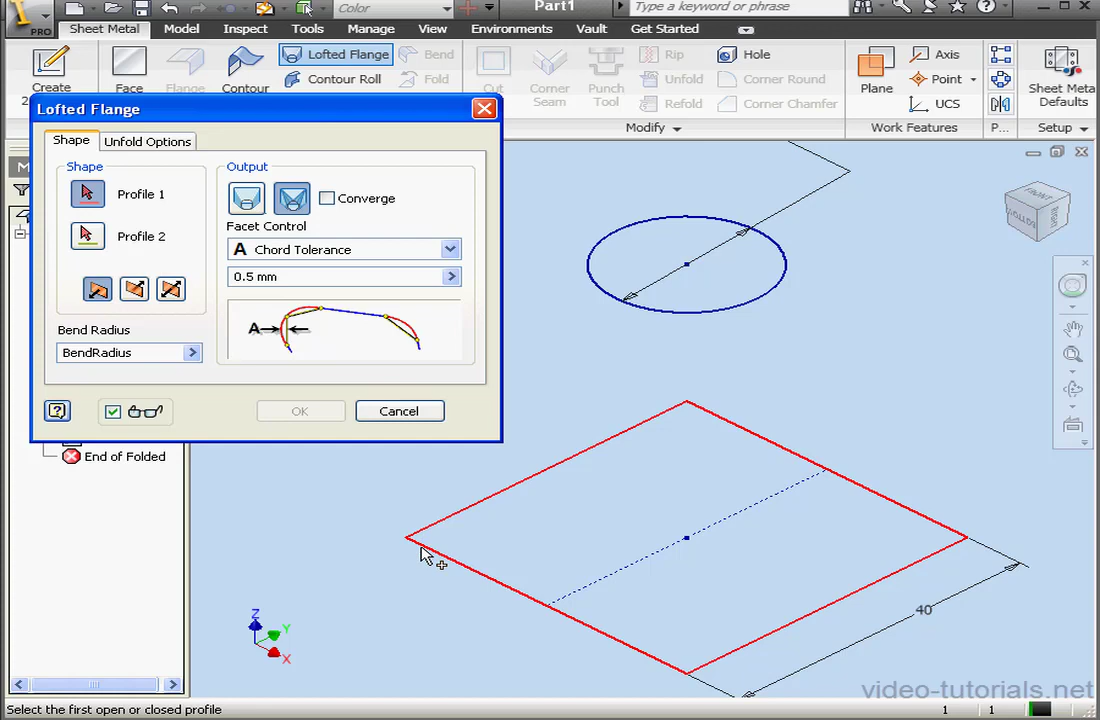 Color
Part1
Type a keyword or phrase
PRO
Sheet Metal
Model
Inspect
Tools
Manage
View
Environments
Vault
Get Started
Create
Face
Flange
Contour
Lofted Flange
Contour Roll
Bend
Fold
Cut
Corner
Seam
Punch
Tool
Rip
Unfold
Refold
Hole
Corner Round
Corner Chamfer
Modify
Plane
Axis
Point
UCS
Work Features
P...
Sheet Meta
Defaults
Setup
Lofted Flange
Shape
Unfold Options
Shape
Profile 1
Profile 2
Bend Radius
BendRadius
Output
Converge
Facet Control
A Chord Tolerance
0.5 mm
A
OK
Cancel
End of Folded
FRONT
BOTTOM
40
Z
Y
X
video-tutorials.net
Select the first open or closed profile
1
1